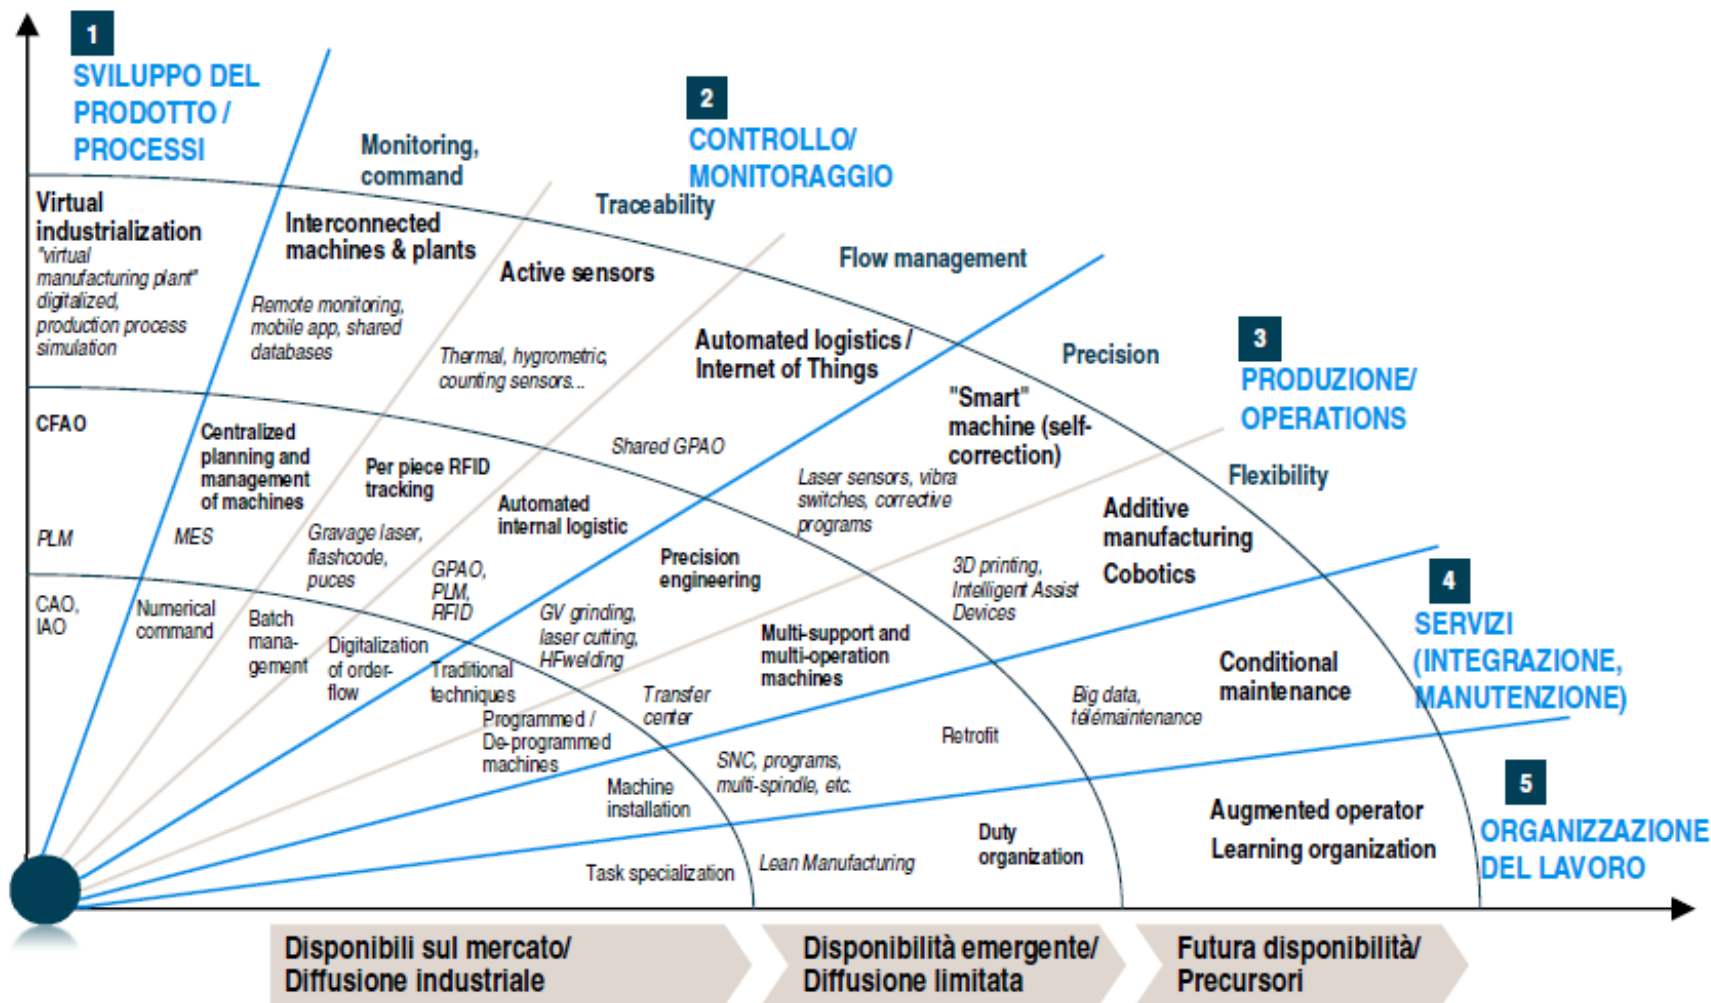 1
SVILUPPO DEL
PRODOTTO /
PROCESSI
2
CONTROLLO/
MONITORAGGIO
Monitoring,
command
Traceability
Flow management
Precision
3
PRODUZIONE/
OPERATIONS
Flexibility
4
SERVIZI
(INTEGRAZIONE,
MANUTENZIONE)
5
ORGANIZZAZIONE
DEL LAVORO
Virtual
industrialization
"virtual
manufacturing plant"
digitalized,
production process
simulation
Interconnected
machines & plants
Remote monitoring,
mobile app, shared
databases
Active sensors
Thermal, hygrometric,
counting sensors...
Automated logistics /
Internet of Things
Shared GPAO
"Smart"
machine (self-
correction)
Laser sensors, vibra
switches, corrective
programs
Additive
manufacturing
Cobotics
3D printing,
Intelligent Assist
Devices
Conditional
maintenance
Big data,
télémaintenance
Augmented operator
Learning organization
CFAO
PLM
Centralized
planning and
management
of machines
MES
Per piece RFID
tracking
Gravage laser,
flashcode,
puces
Automated
internal logistic
GPAO,
PLM,
RFID
Precision
engineering
GV grinding,
laser cutting,
HFwelding
Multi-support and
multi-operation
machines
Transfer
center
Retrofit
SNC, programs,
multi-spindle, etc.
Duty
organization
Lean Manufacturing
CAO,
IAO
Numerical
command
Batch
mana-
gement
Digitalization
of order-
flow
Traditional
techniques
Programmed /
De-programmed
machines
Machine
installation
Task specialization
Disponibili sul mercato/
Diffusione industriale
Disponibilità emergente/
Diffusione limitata
Futura disponibilità/
Precursori